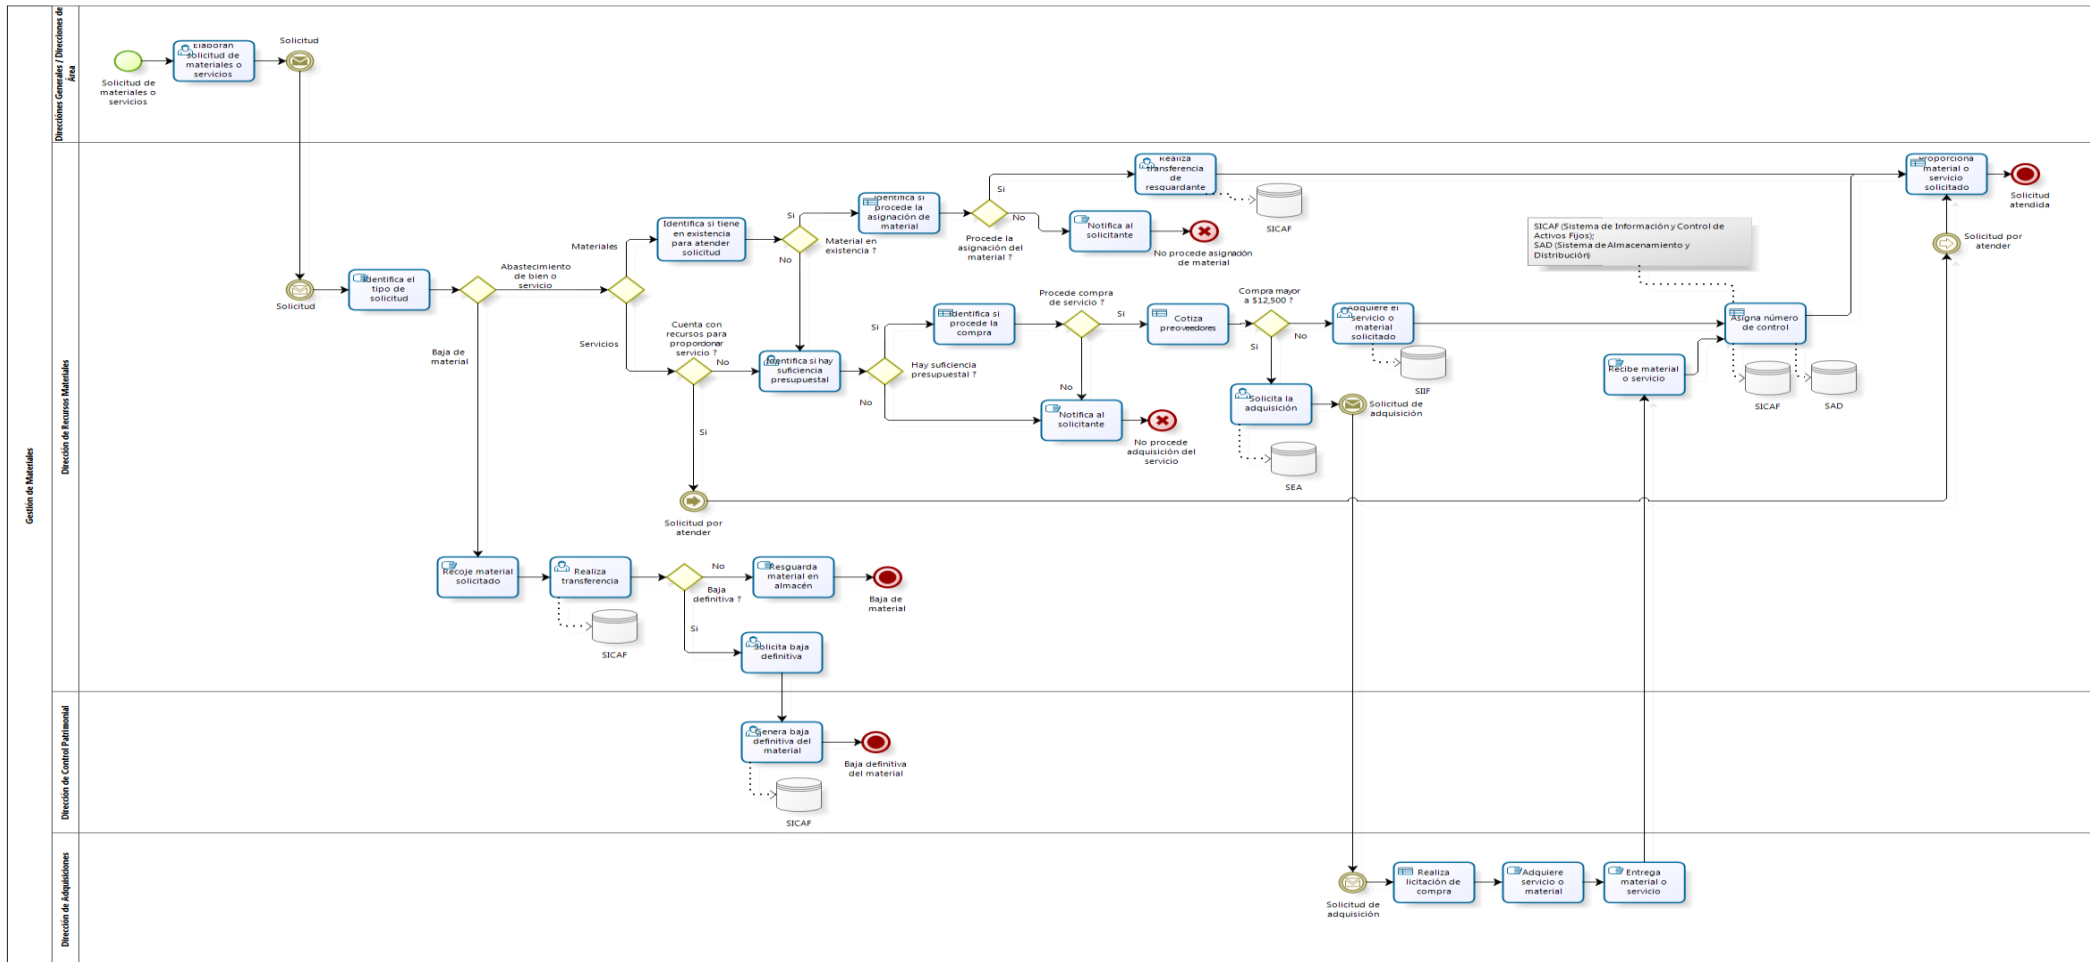 Gestión de Materiales
Direcciónes Generales / Direcciones de
Área
Solicitud de
materiales o
servicios
Elaboran
solicitud de
materiales o
servicios
Solicitud
Dirección de Recursos Materiales
Solicitud
Identifica el
tipo de
solicitud
Abastecimiento
de bien o
servicio
Baja de
material
Materiales
Servicios
Identifica si tiene
en existencia
para atender
solicitud
Si
Material en
existencia ?
No
Identifica si
procede la
asignación de
material
Si
No
Procede la
asignación del
material ?
Realiza
transferencia
de
resguardante
SICAF
Notifica al
solicitante
No procede asignadón
de material
Proporciona
material o
servicio
solicitado
Solicitud
atendida
Solicitud por
atender
SICAF (Sistema de Información y Control de
Activos Fijos);
SAD (Sistema de Almacenamiento y
Distribución)
Cuenta con
recursos para
proporcionar
servicio ?
No
Si
Identifica si hay
suficiencia
presupuestal
Si
Hay suficiencia
presupuestal ?
No
Identifica si
procede la
compra
Procede compra
de servicio ?
Si
No
Cotiza
preoveedores
Compra mayor
a $12,500 ?
No
Si
Adquiere el
servicio o
material
solicitado
SIIF
Asigna número
de control
SICAF
SAD
Recibe material
o servicio
Notifica al
solicitante
No procede
adquisición del
servicio
Solicita la
adquisición
SEA
Solicitud de
adquisición
Solicitud por
atender
Recoje material
solicitado
Realiza
transferencia
SICAF
No
Baja
definitiva ?
Si
Resguarda
material en
almacén
Baja de
material
Solicita baja
definitiva
Dirección de Control Patrimonial
Genera baja
definitiva del
material
Baja definitiva
del material
SICAF
Dirección de Adquisiciones
Solicitud de
adquisición
Realiza
licitación de
compra
Adquiere
servicio o
material
Entrega
material o
servicio